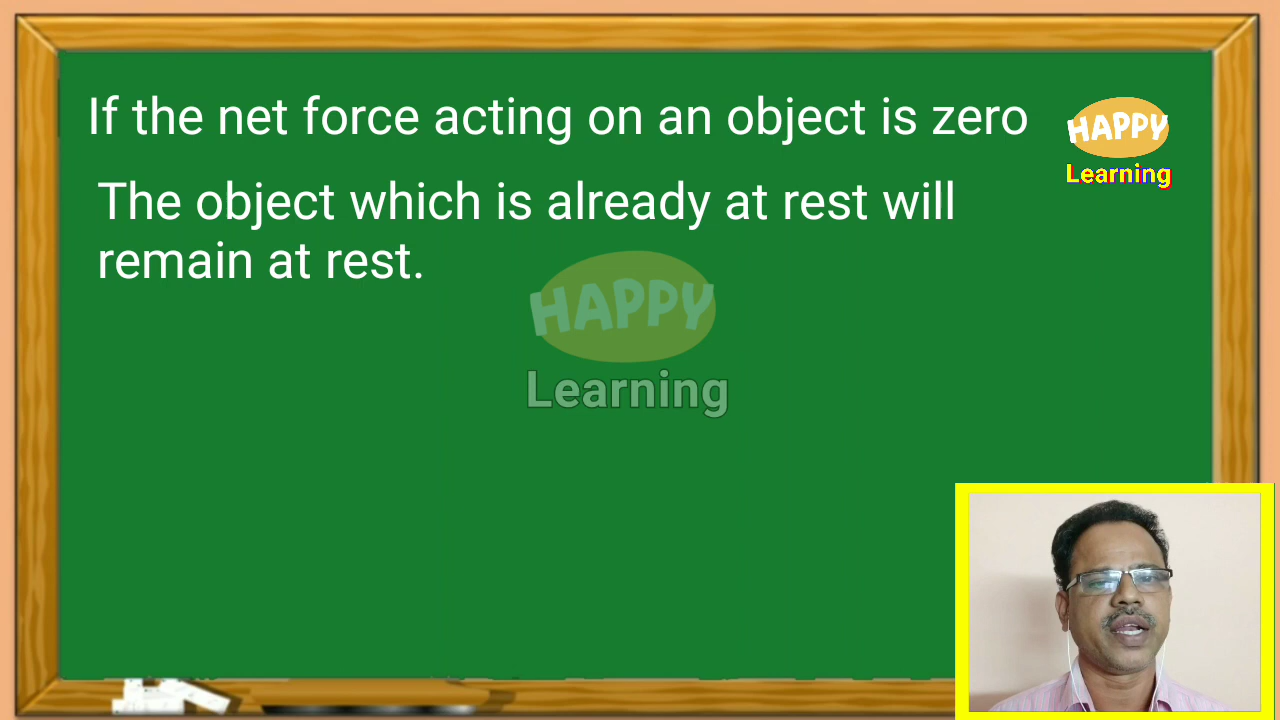 If the net force acting on an object is zero
HAPPY
Learning
The object which is already at rest will
remain at rest.
HAPPY
Learning